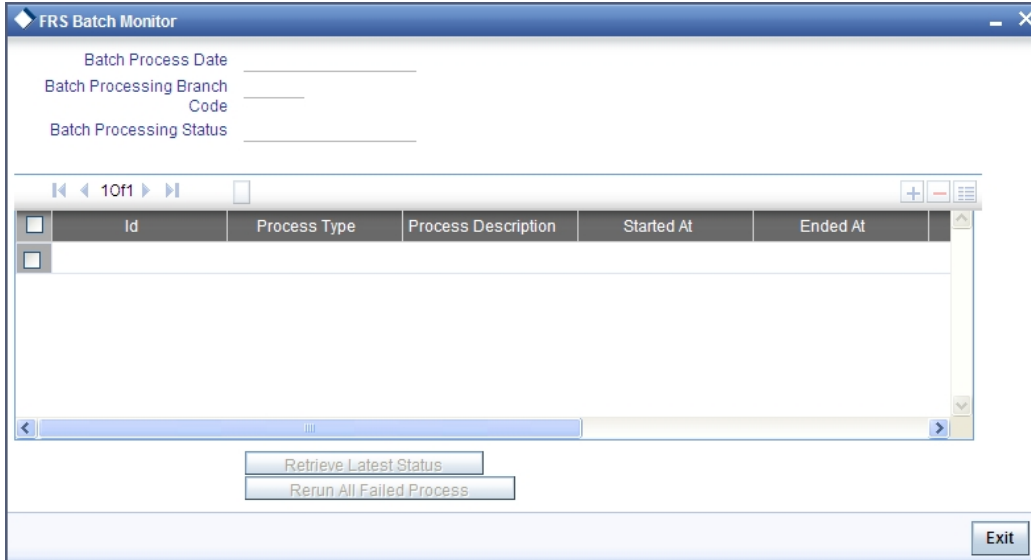 FRS Batch Monitor
Batch Process Date
Batch Processing Branch
Code
Batch Processing Status
1Of1
Id Process Type Process Description Started At Ended At
Retrieve Latest Status
Rerun All Failed Process
Exit